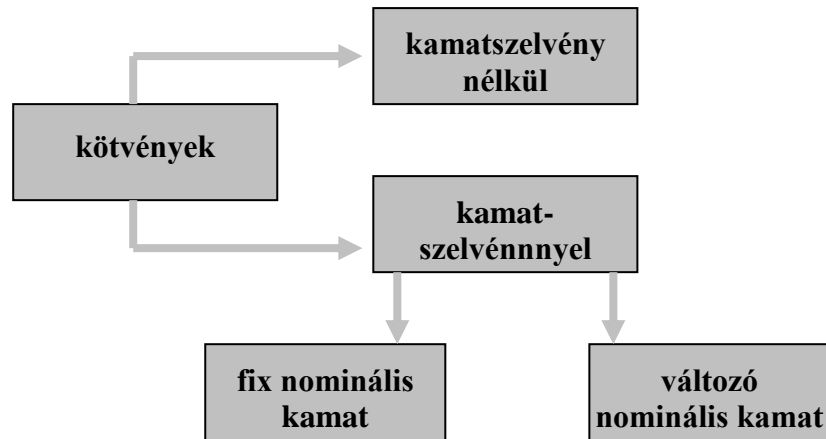 kamatszelvény
nélkül
kötvények
kamat-
szelvénnnyel
fix nominális
kamat
változó
nominális kamat